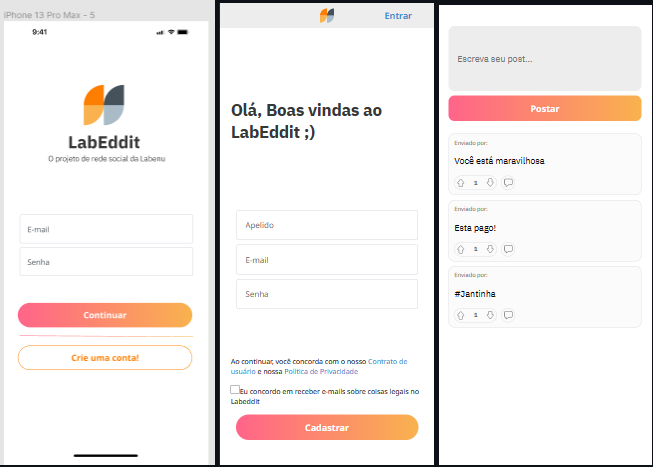 iPhone 13 Pro Max – 5
9:41
LabEddit
O projeto de rede social da Labenu
E-mail
Senha
Continuar
Crie uma conta!
Entrar
Olá, Boas vindas ao
LabEddit ;)
Apelido
E-mail
Senha
Ao continuar, você concorda com o nosso Contrato de
usuário e nossa Política de Privacidade
Eu concordo em receber e-mails sobre coisas legais no
Labeddit
Cadastrar
Escreva seu post...
Postar
Enviado por:
Você está maravilhosa
1
Enviado por:
Esta pago!
1
Enviado por:
#Jantinha
1